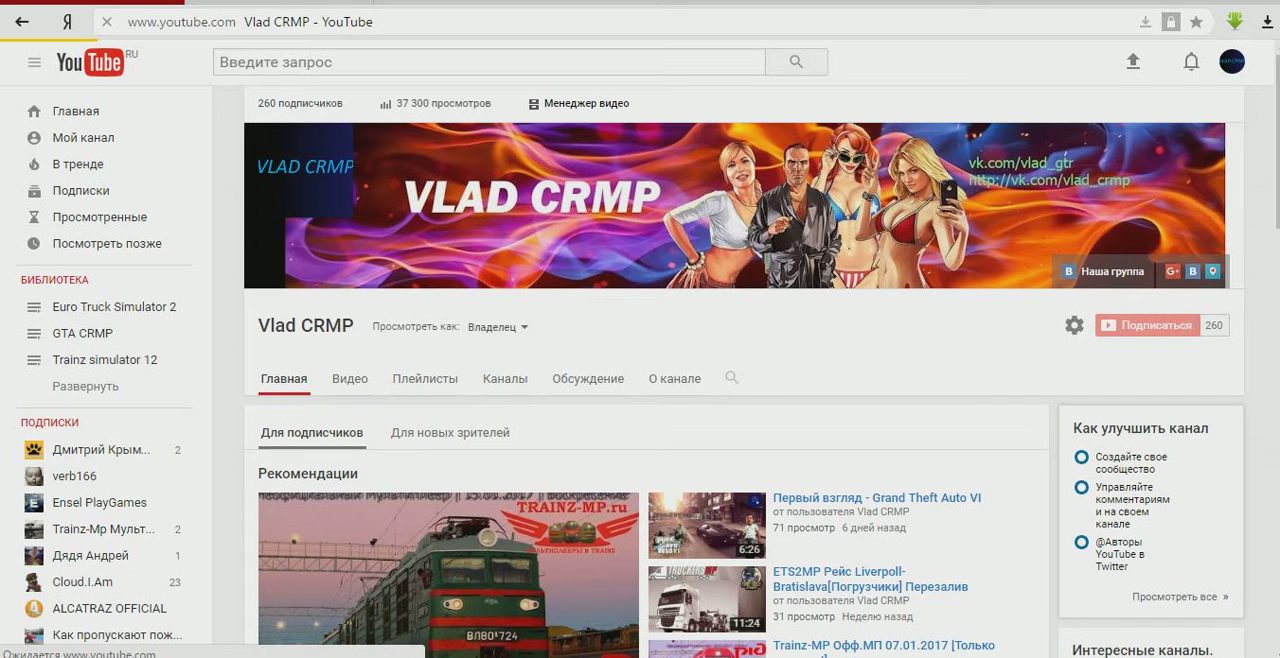 www.youtube.com Vlad CRMP - YouTube
YouTube RU
Введите запрос
Главная
Мой канал
В тренде
Подписки
Просмотренные
Посмотреть позже
БИБЛИОТЕКА
Euro Truck Simulator 2
GTA CRMP
Trainz simulator 12
Развернуть
ПОДПИСКИ
Дмитрий Крым... 2
verb166
Ensel PlayGames
Trainz-Mp Мульт... 2
Дядя Андрей 1
Cloud.I.Am 23
ALCATRAZ OFFICIAL
Как пропускают пож...
Ожидается www.youtube.com
260 подписчиков 37 300 просмотров Менеджер видео
VLAD CRMP
VLAD CRMP
vk.com/vlad_gtr
http://vk.com/vlad_crmp
Наша группа
Vlad CRMP Просмотреть как: Владелец
Подписаться 260
Главная Видео Плейлисты Каналы Обсуждение О канале
Для подписчиков Для новых зрителей
Рекомендации
TRAINZ-MP.ru
МУЛЬТИПЛЕЕР В TRAINZ
ВЛ80С-724
6:26
Первый взгляд - Grand Theft Auto VI
от пользователя Vlad CRMP
71 просмотр 6 дней назад
11:24
ETS2MP Рейс Liverpoll-
Bratislava[Погрузчики] Перезалив
от пользователя Vlad CRMP
31 просмотр Неделю назад
Trainz-MP Офф.МП 07.01.2017 [Только
Как улучшить канал
Создайте свое
сообщество
Управляйте
комментариям
и на своем
канале
@Авторы
YouTube в
Twitter
Просмотреть все »
Интересные каналы.